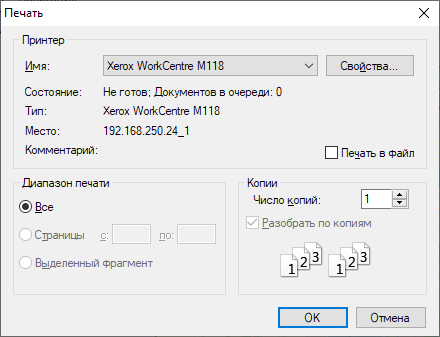 Печать
Принтер
Имя: Xerox WorkCentre M118 Свойства...
Состояние: Не готов; Документов в очереди: 0
Тип: Xerox WorkCentre M118
Место: 192.168.250.24_1
Комментарий: Печать в файл
Диапазон печати
Все
Страницы с: по:
Выделенный фрагмент
Копии
Число копий: 1
Разобрать по копиям
1 2 3 1 2 3
OK Отмена